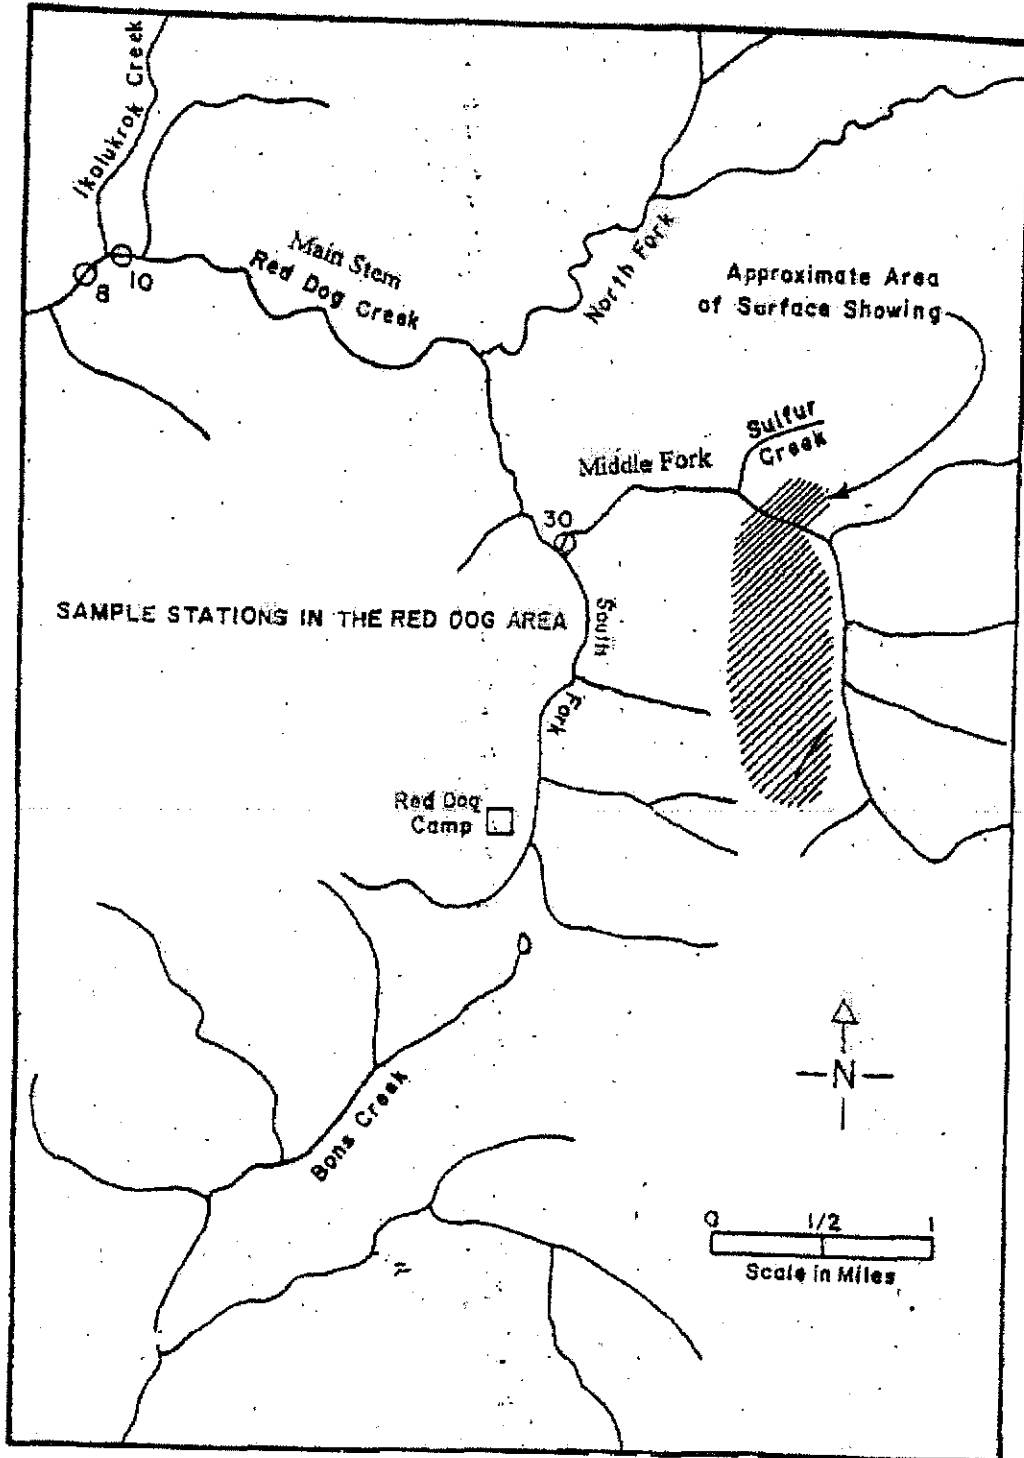 Ikolukrok Creek
Main Stem
Red Dog Creek
8
10
North Fork
Approximate Area
of Surface Showing
Sulfur
Creek
Middle Fork
30
SAMPLE STATIONS IN THE RED DOG AREA
South
Fork
Red Dog
Camp
Bons Creek
N
0 1/2 1
Scale in Miles